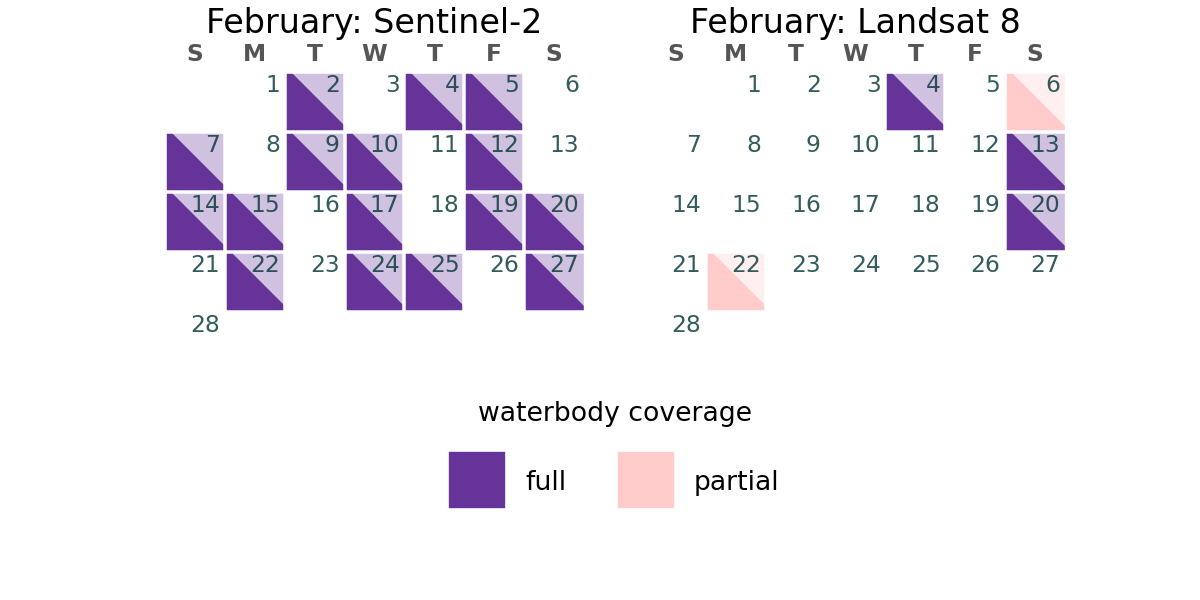 February: Sentinel-2
S M T W T F S
1 2 3 4 5 6
7 8 9 10 11 12 13
14 15 16 17 18 19 20
21 22 23 24 25 26 27
28
February: Landsat 8
S M T W T F S
1 2 3 4 5 6
7 8 9 10 11 12 13
14 15 16 17 18 19 20
21 22 23 24 25 26 27
28
waterbody coverage
full partial